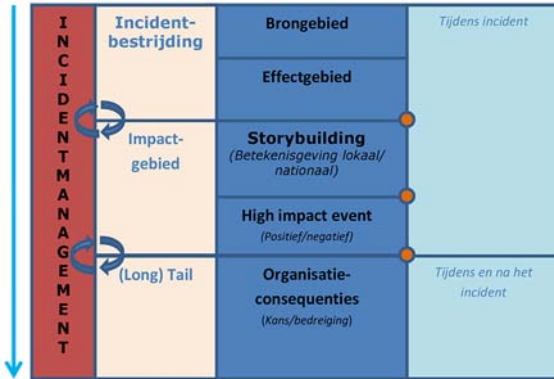 INCIDENTMANAGEMENT
Incident-
bestrijding
Impact-
gebied
(Long) Tail
Brongebied
Effectgebied
Storybuilding
(Betekenisgeving lokaal/
nationaal)
High impact event
(Positief/negatief)
Organisatie-
consequenties
(Kans/bedreiging)
Tijdens incident
Tijdens en na het
incident